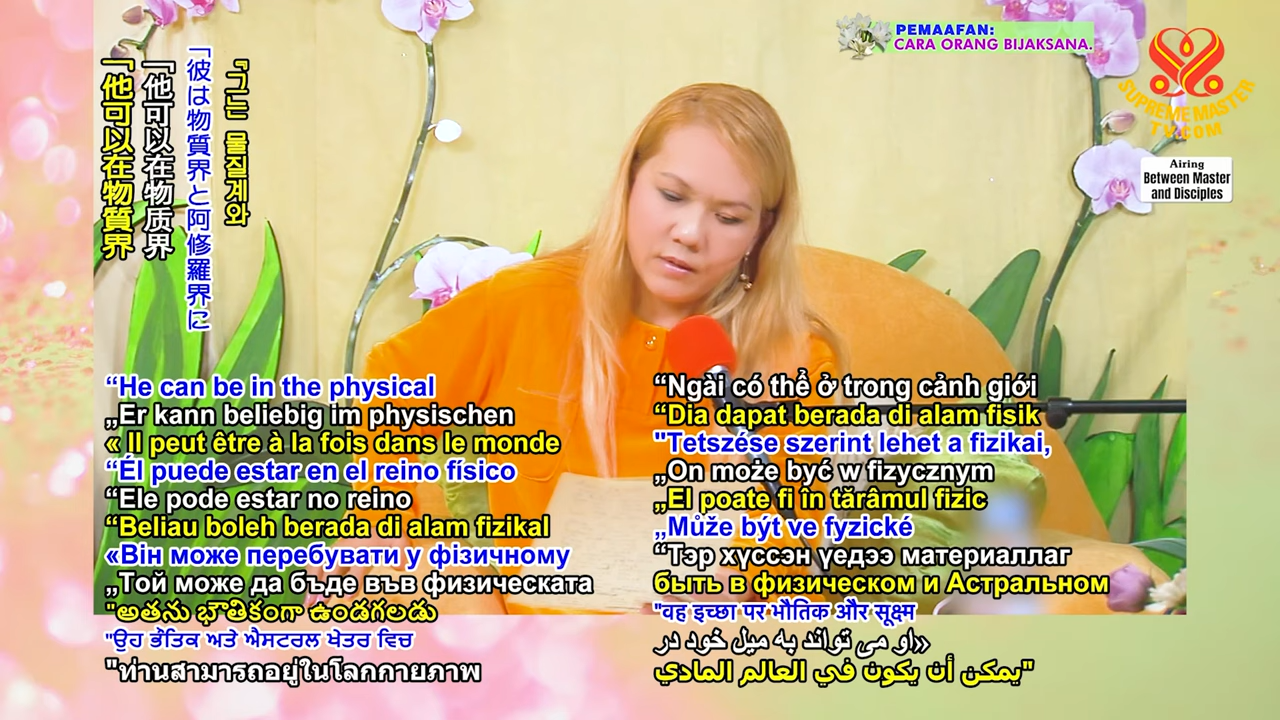 PEMAAFAN:
CARA ORANG BIJAKSANA.
SUPREME MASTER
TV.COM
Airing
Between Master
and Disciples
『그는 물질계와
「彼は物質界と阿修羅界に
「他可以在物质界
「他可以在物質界
“He can be in the physical
„Er kann beliebig im physischen
« Il peut être à la fois dans le monde
“Él puede estar en el reino físico
“Ele pode estar no reino
“Beliau boleh berada di alam fizikal
«Він може перебувати у фізичному
„Той може да бъде във физическата
"అతను భౌతికంగా ఉండగలడు
"ਉਹ ਭੌਤਿਕ ਅਤੇ ਐਸਟਰਲ ਖੇਤਰ ਵਿਚ
"ท่านสามารถอยู่ในโลกกายภาพ
“Ngài có thể ở trong cảnh giới
“Dia dapat berada di alam fisik
"Tetszése szerint lehet a fizikai,
„On może być w fizycznym
„El poate fi în tărâmul fizic
„Může být ve fyzické
“Тэр хүссэн үедээ материаллаг
быть в физическом и Астральном
"वह इच्छा पर भौतिक और सूक्ष्म
«او می تواند به میل خود در
"يمكن أن يكون في العالم المادي